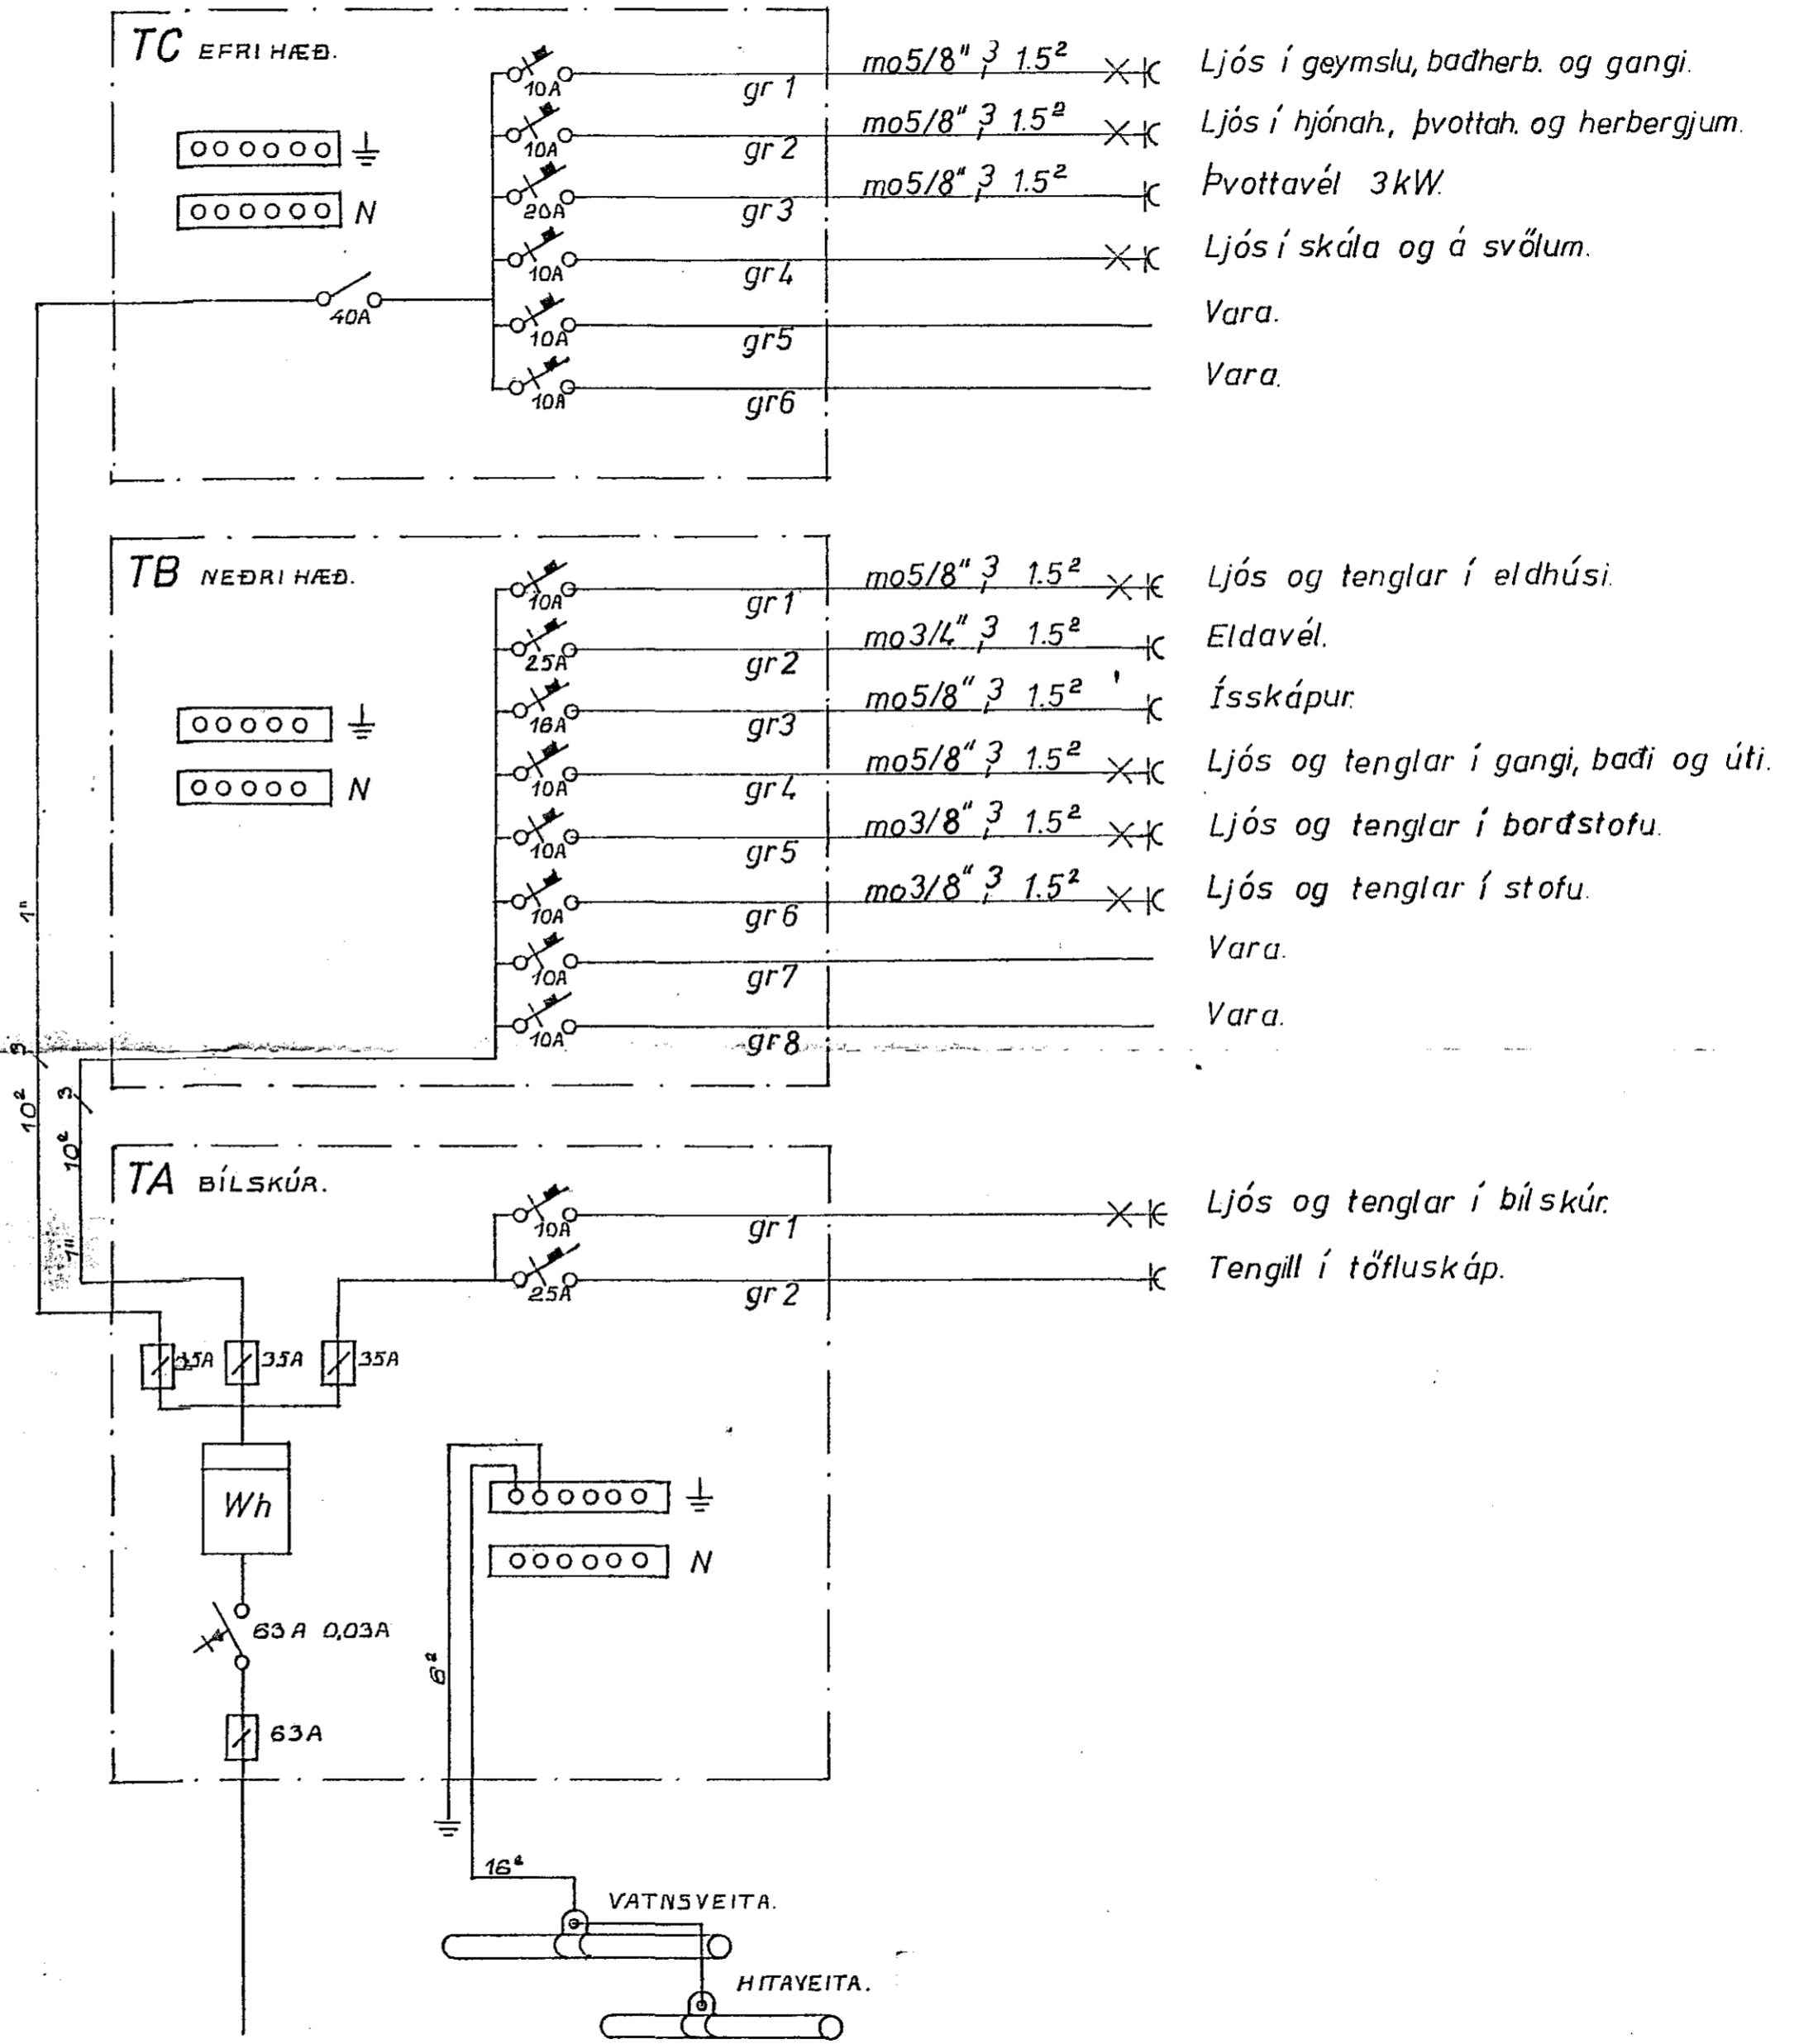 TC EFRI HÆÐ.
10A gr 1 mo5/8" 3 1.5² Ljós í geymslu, baðherb. og gangi.
10A gr 2 mo5/8" 3 1.5² Ljós í hjónah., þvottah. og herbergjum.
20A gr 3 mo5/8" 3 1.5² Þvottavél 3kW.
N
10A gr 4 Ljós í skála og á svölum.
40A
10A gr5 Vara.
10A gr6 Vara.
TB NEÐRI HÆÐ.
10A gr 1 mo5/8" 3 1.5² Ljós og tenglar í eldhúsi.
25A gr 2 mo3/4" 3 1.5² Eldavél.
16A gr3 mo5/8" 3 1.5² Ísskápur.
10A gr 4 mo5/8" 3 1.5² Ljós og tenglar í gangi, baði og úti.
N
10A gr 5 mo3/8" 3 1.5² Ljós og tenglar í borðstofu.
10A gr 6 mo3/8" 3 1.5² Ljós og tenglar í stofu.
1"
10A gr7 Vara.
10A gr8 Vara.
3
10²
3
10²
1"
TA BÍLSKÚR.
10A gr 1 Ljós og tenglar í bílskúr.
25A gr 2 Tengill í töfluskáp.
35A 35A 35A
Wh
N
63A 0,03A
6²
63A
16²
VATNSVEITA.
HITAVEITA.